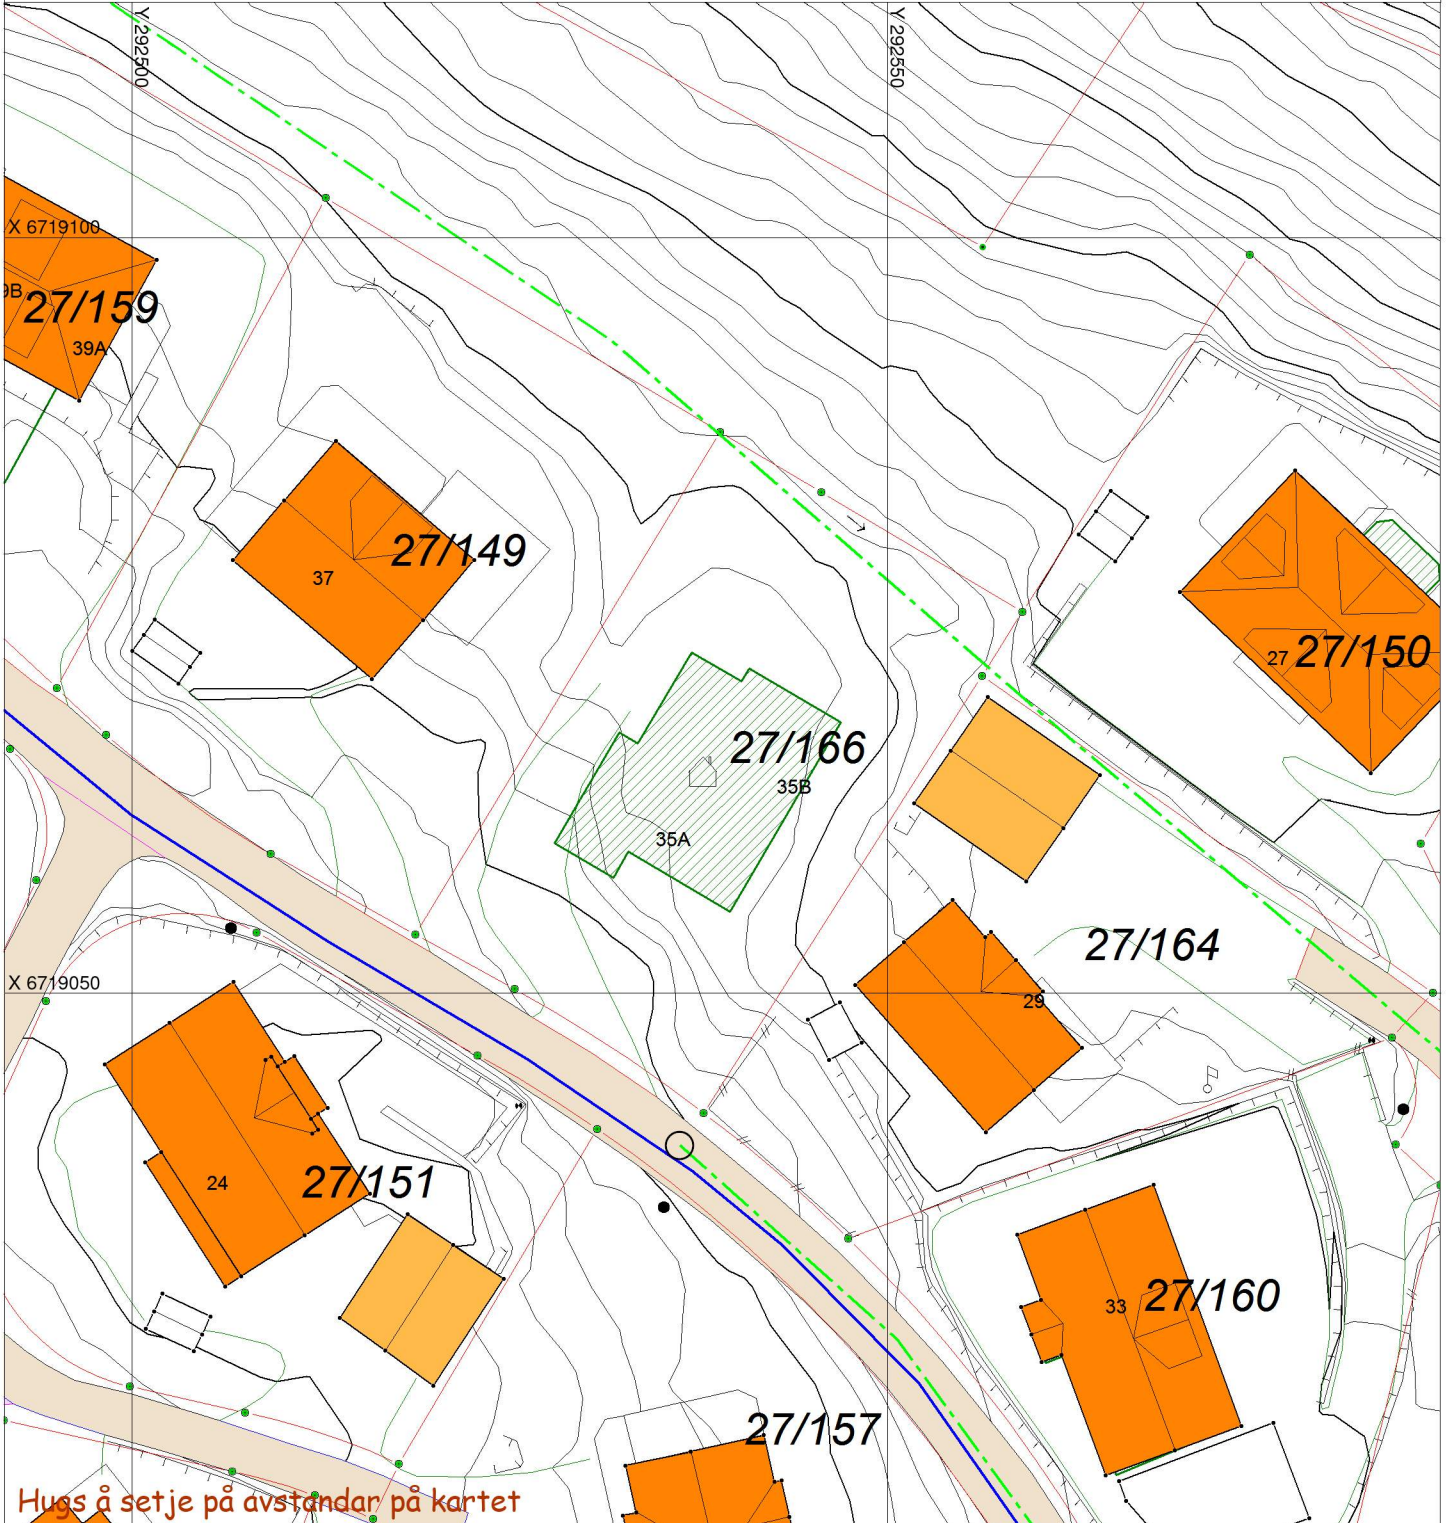 Y 292500
Y 292550
X 6719100
9B
27/159
39A
27/149
37
27 27/150
27/166
35B
35A
27/164
X 6719050
29
27/151
24
27/160
33
27/157
Hugs å setje på avstandar på kartet